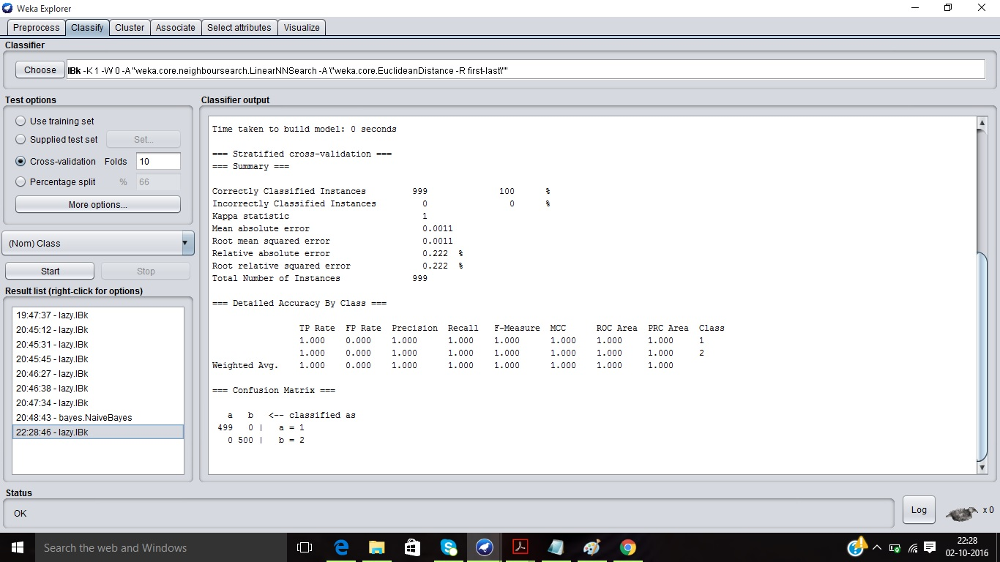 Weka Explorer
Preprocess Classify Cluster Associate Select attributes Visualize
Classifier
Choose IBk -K 1 -W 0 -A "weka.core.neighboursearch.LinearNNSearch -A \"weka.core.EuclideanDistance -R first-last\""
Test options
Use training set
Supplied test set Set...
Cross-validation Folds 10
Percentage split % 66
More options...
(Nom) Class
Start Stop
Result list (right-click for options)
19:47:37 - lazy.IBk
20:45:12 - lazy.IBk
20:45:31 - lazy.IBk
20:45:45 - lazy.IBk
20:46:27 - lazy.IBk
20:46:38 - lazy.IBk
20:47:34 - lazy.IBk
20:48:43 - bayes.NaiveBayes
22:28:46 - lazy.IBk
Classifier output
Time taken to build model: 0 seconds
=== Stratified cross-validation ===
=== Summary ===
Correctly Classified Instances 999 100 %
Incorrectly Classified Instances 0 0 %
Kappa statistic 1
Mean absolute error 0.0011
Root mean squared error 0.0011
Relative absolute error 0.222 %
Root relative squared error 0.222 %
Total Number of Instances 999
=== Detailed Accuracy By Class ===
TP Rate FP Rate Precision Recall F-Measure MCC ROC Area PRC Area Class
1.000 0.000 1.000 1.000 1.000 1.000 1.000 1.000 1
1.000 0.000 1.000 1.000 1.000 1.000 1.000 1.000 2
Weighted Avg. 1.000 0.000 1.000 1.000 1.000 1.000 1.000 1.000
=== Confusion Matrix ===
a b <-- classified as
499 0 | a = 1
0 500 | b = 2
Status
OK
Log x 0
Search the web and Windows
22:28
02-10-2016